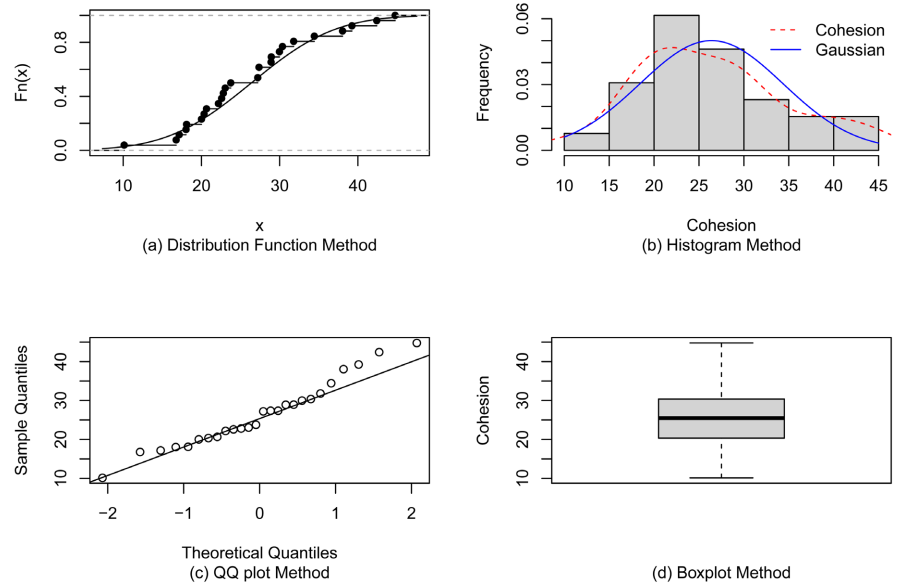 Fn(x)
0.0
0.4
0.8
10
20
30
40
x
(a) Distribution Function Method
Frequency
0.00
0.03
0.06
Cohesion
Gaussian
10
15
20
25
30
35
40
45
Cohesion
(b) Histogram Method
Sample Quantiles
10
20
30
40
−2
−1
0
1
2
Theoretical Quantiles
(c) QQ plot Method
Cohesion
10
20
30
40
(d) Boxplot Method